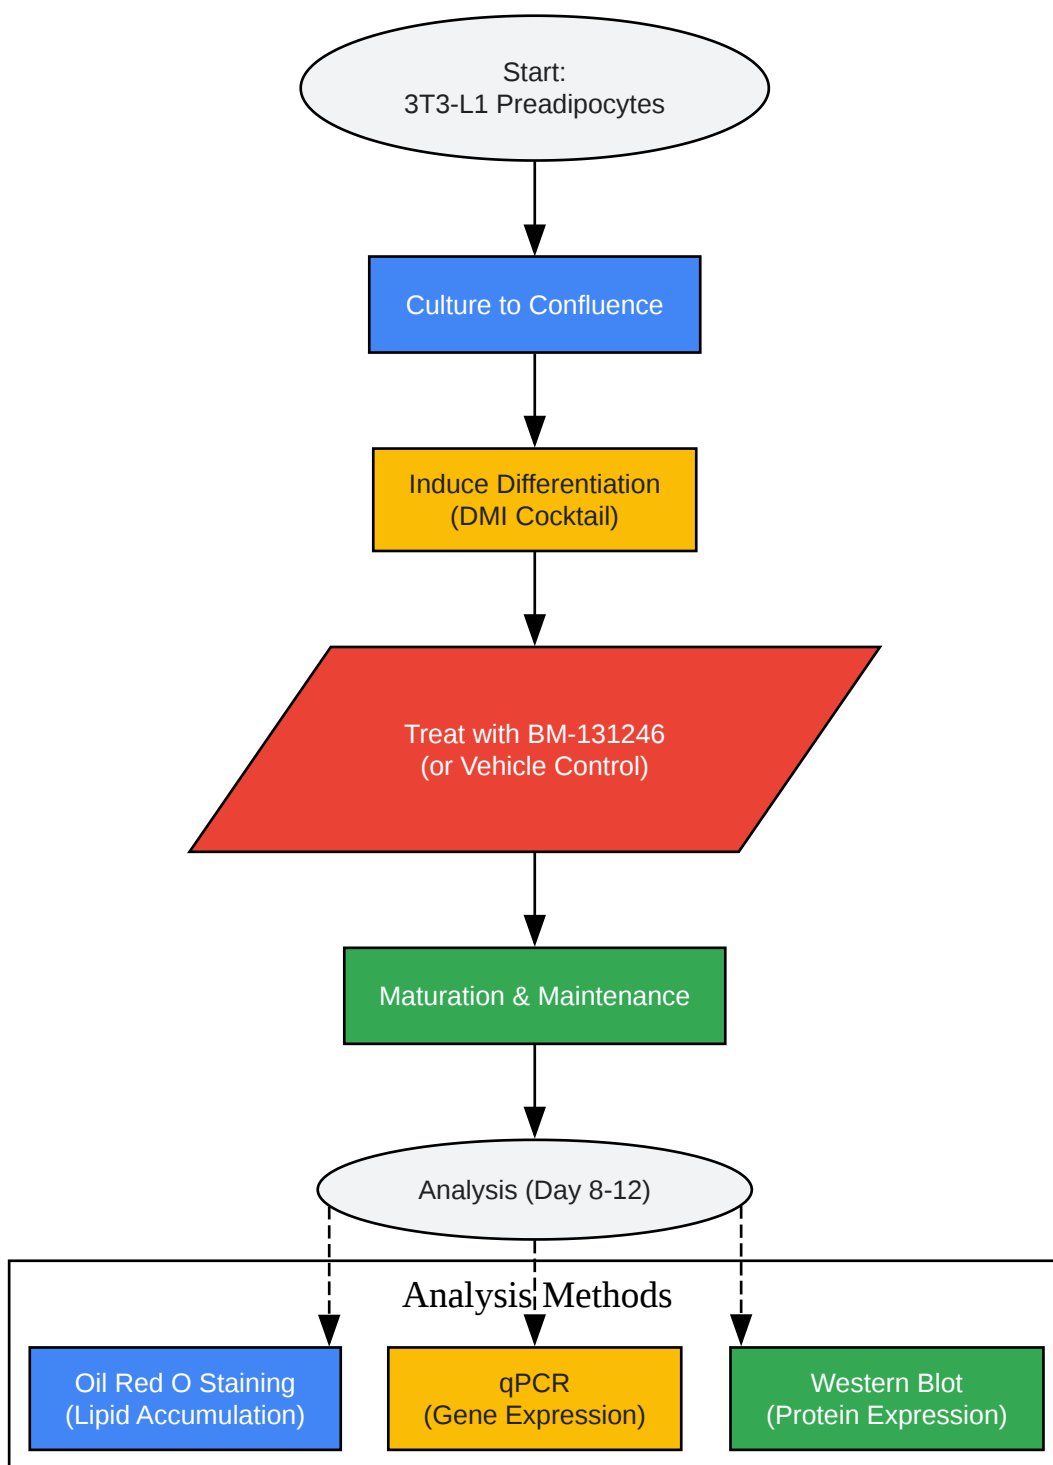 Start:
3T3-L1 Preadipocytes
Culture to Confluence
Induce Differentiation
(DMI Cocktail)
Treat with BM-131246
(or Vehicle Control)
Maturation & Maintenance
Analysis (Day 8-12)
Analysis Methods
Oil Red O Staining
(Lipid Accumulation)
qPCR
(Gene Expression)
Western Blot
(Protein Expression)